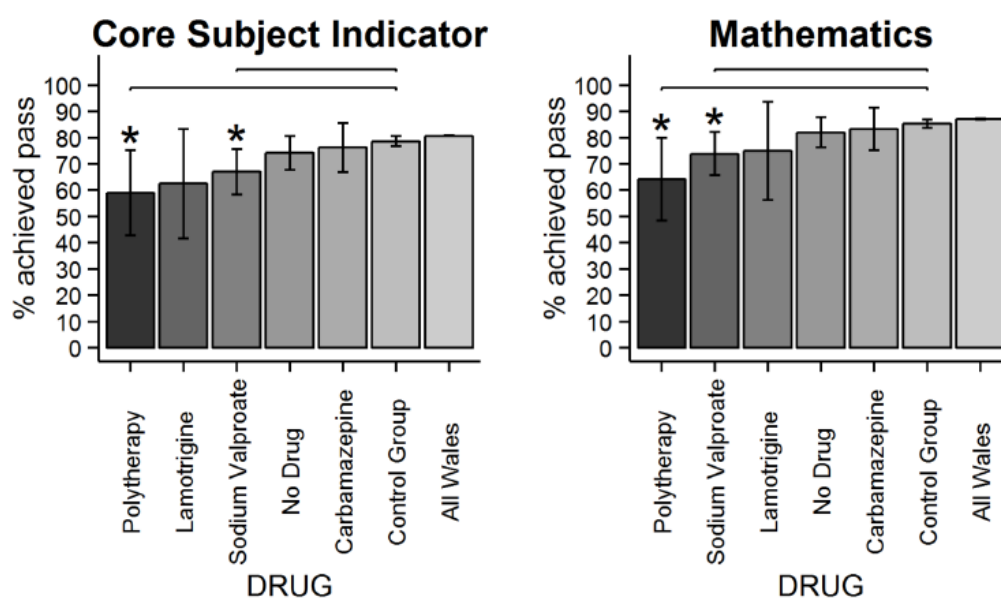 Core Subject Indicator
% achieved pass
100
90
80
70
60
50
40
30
20
10
0
*
*
Polytherapy
Lamotrigine
Sodium Valproate
No Drug
Carbamazepine
Control Group
All Wales
DRUG
Mathematics
% achieved pass
100
90
80
70
60
50
40
30
20
10
0
*
*
Polytherapy
Sodium Valproate
Lamotrigine
No Drug
Carbamazepine
Control Group
All Wales
DRUG